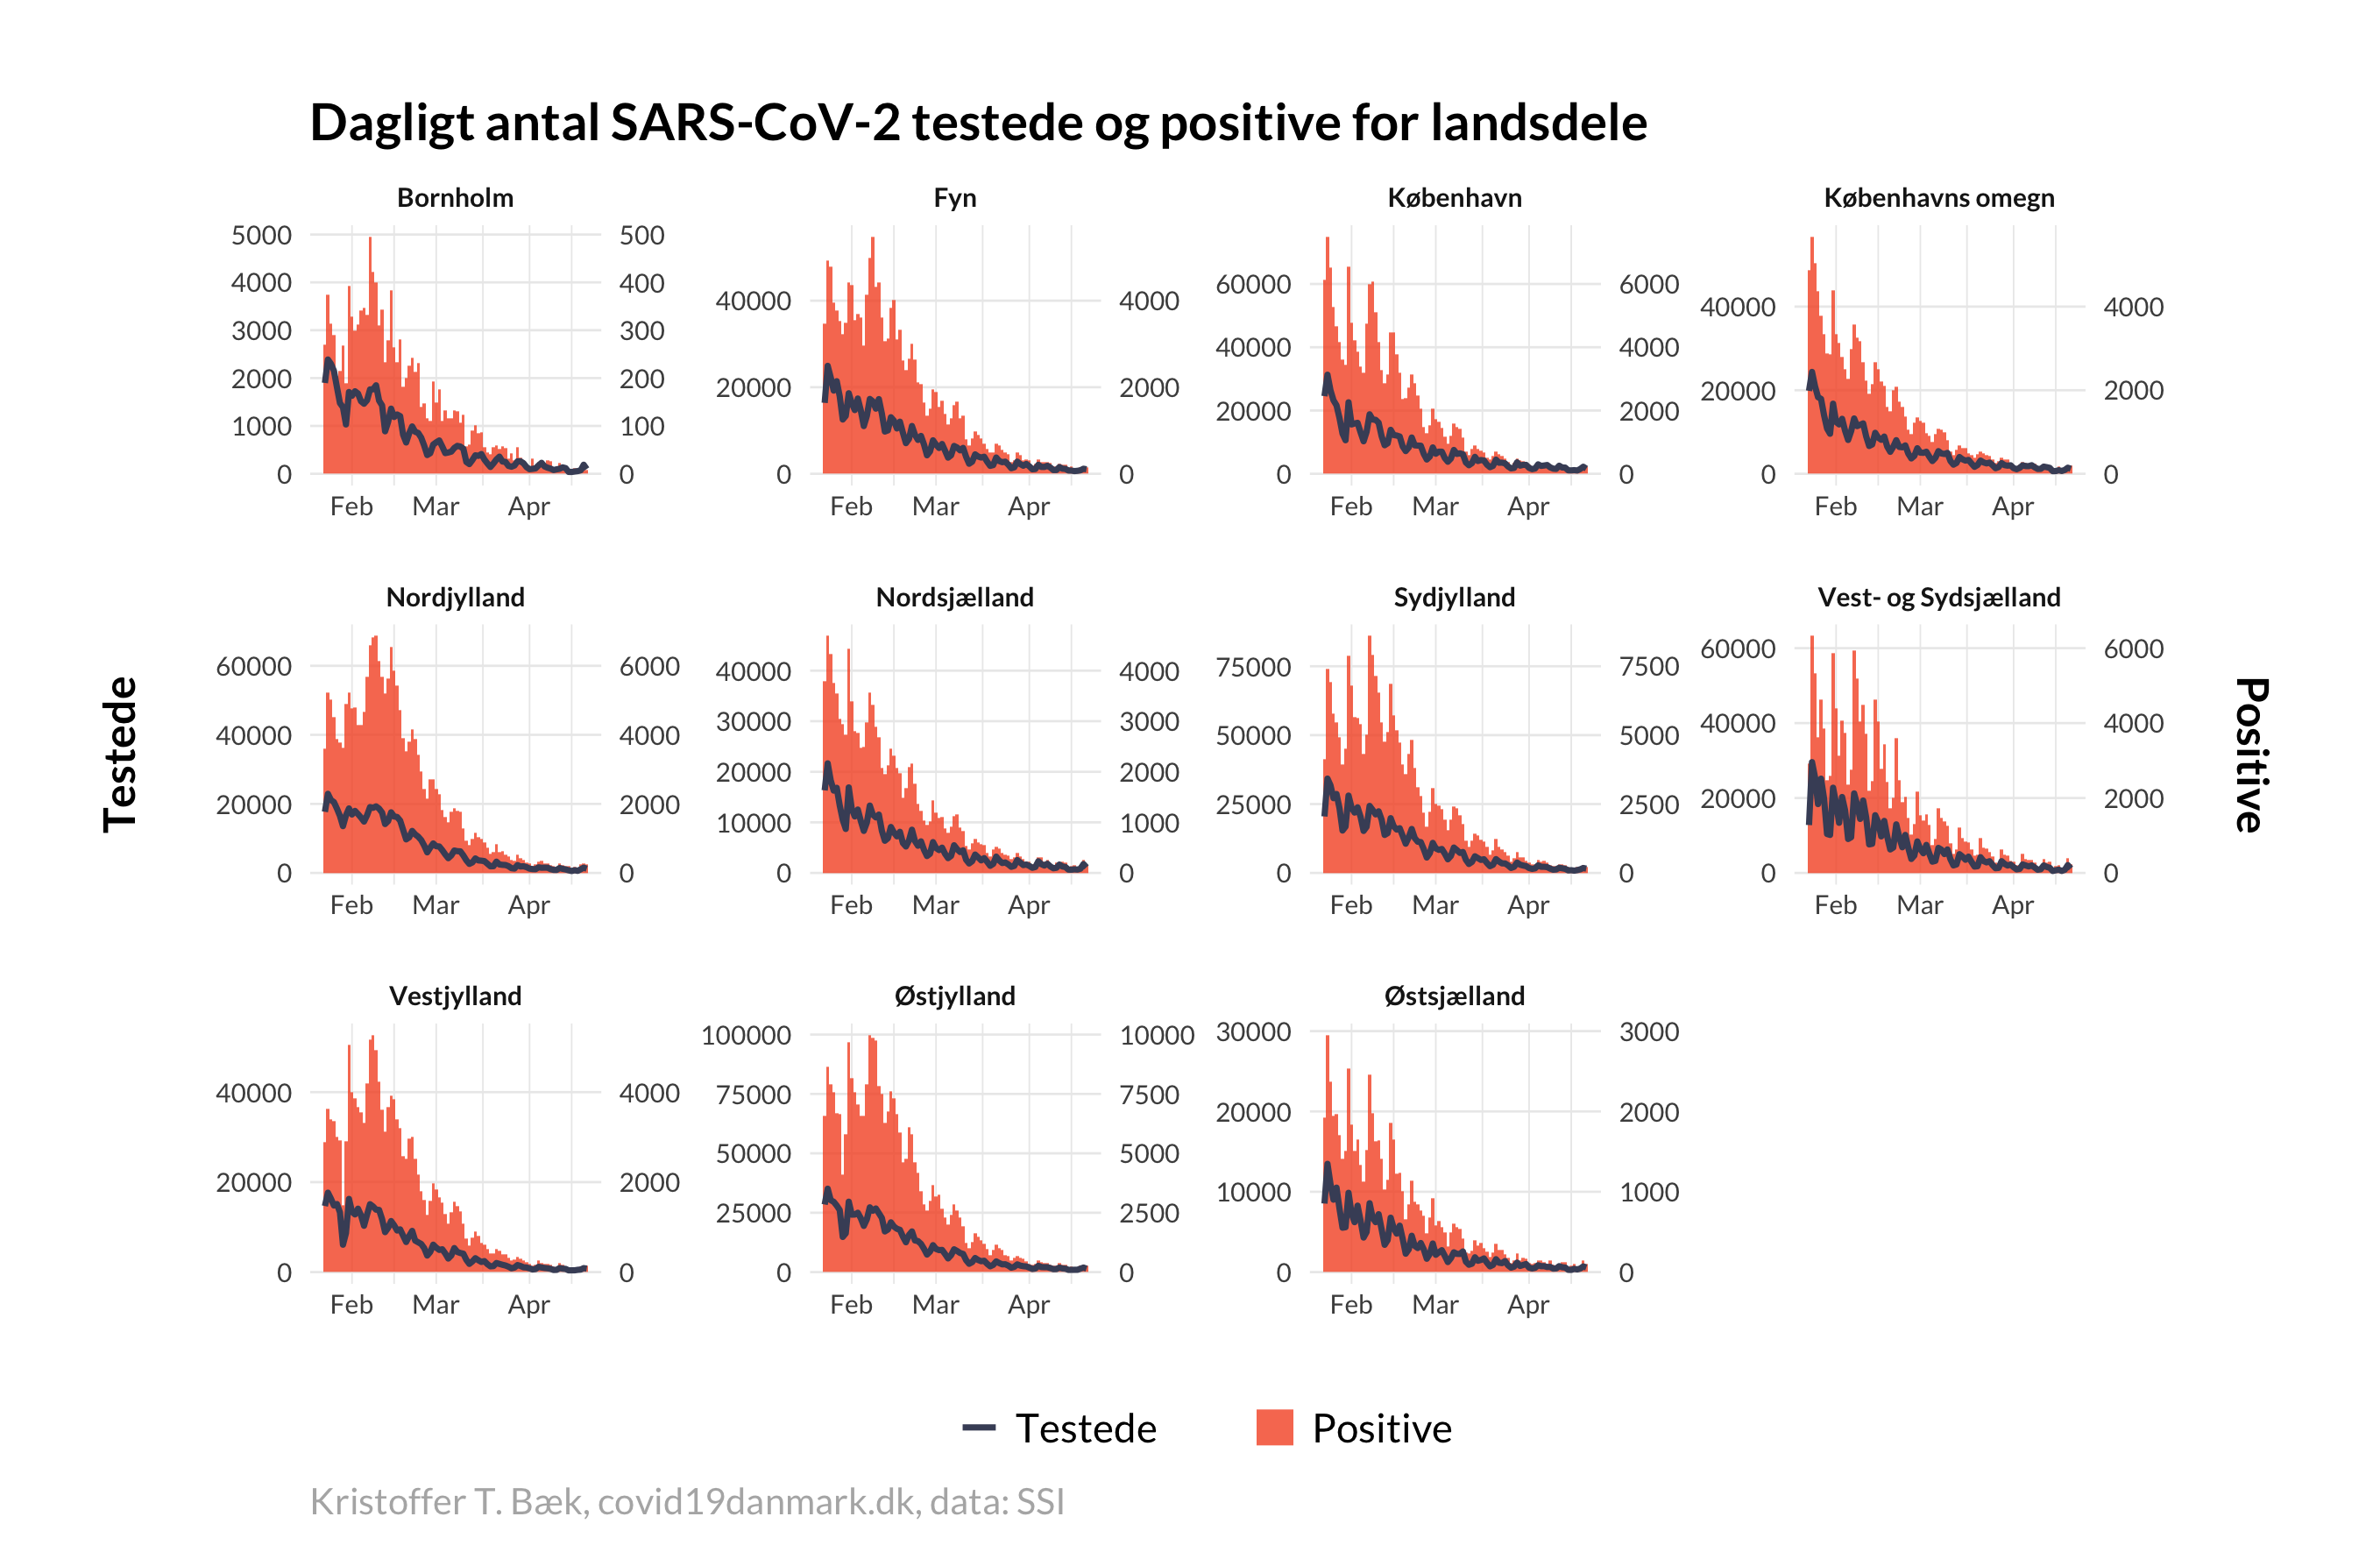 Dagligt antal SARS-CoV-2 testede og positive for landsdele
Bornholm
5000 4000 3000 2000 1000 0
500 400 300 200 100 0
Feb Mar Apr
Fyn
40000 20000 0
4000 2000 0
Feb Mar Apr
København
60000 40000 20000 0
6000 4000 2000 0
Feb Mar Apr
Københavns omegn
40000 20000 0
4000 2000 0
Feb Mar Apr
Testede
Nordjylland
60000 40000 20000 0
6000 4000 2000 0
Feb Mar Apr
Nordsjælland
40000 30000 20000 10000 0
4000 3000 2000 1000 0
Feb Mar Apr
Sydjylland
75000 50000 25000 0
7500 5000 2500 0
Feb Mar Apr
Vest- og Sydsjælland
60000 40000 20000 0
6000 4000 2000 0
Feb Mar Apr
Positive
Vestjylland
40000 20000 0
4000 2000 0
Feb Mar Apr
Østjylland
100000 75000 50000 25000 0
10000 7500 5000 2500 0
Feb Mar Apr
Østsjælland
30000 20000 10000 0
3000 2000 1000 0
Feb Mar Apr
Testede Positive
Kristoffer T. Bæk, covid19danmark.dk, data: SSI